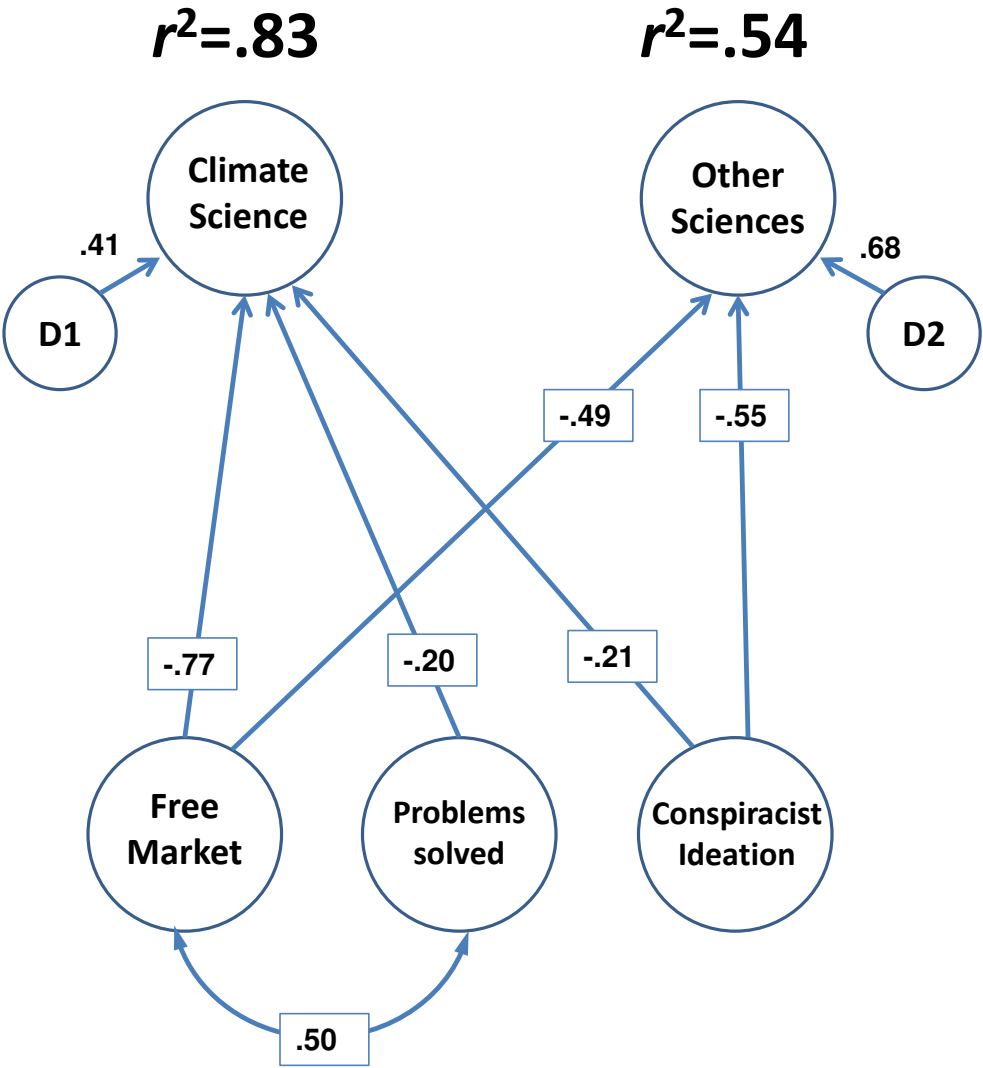 r²=.83
r²=.54
Climate
Science
Other
Sciences
.41
.68
D1
D2
-.49
-.55
-.77
-.20
-.21
Free
Market
Problems
solved
Conspiracist
Ideation
.50